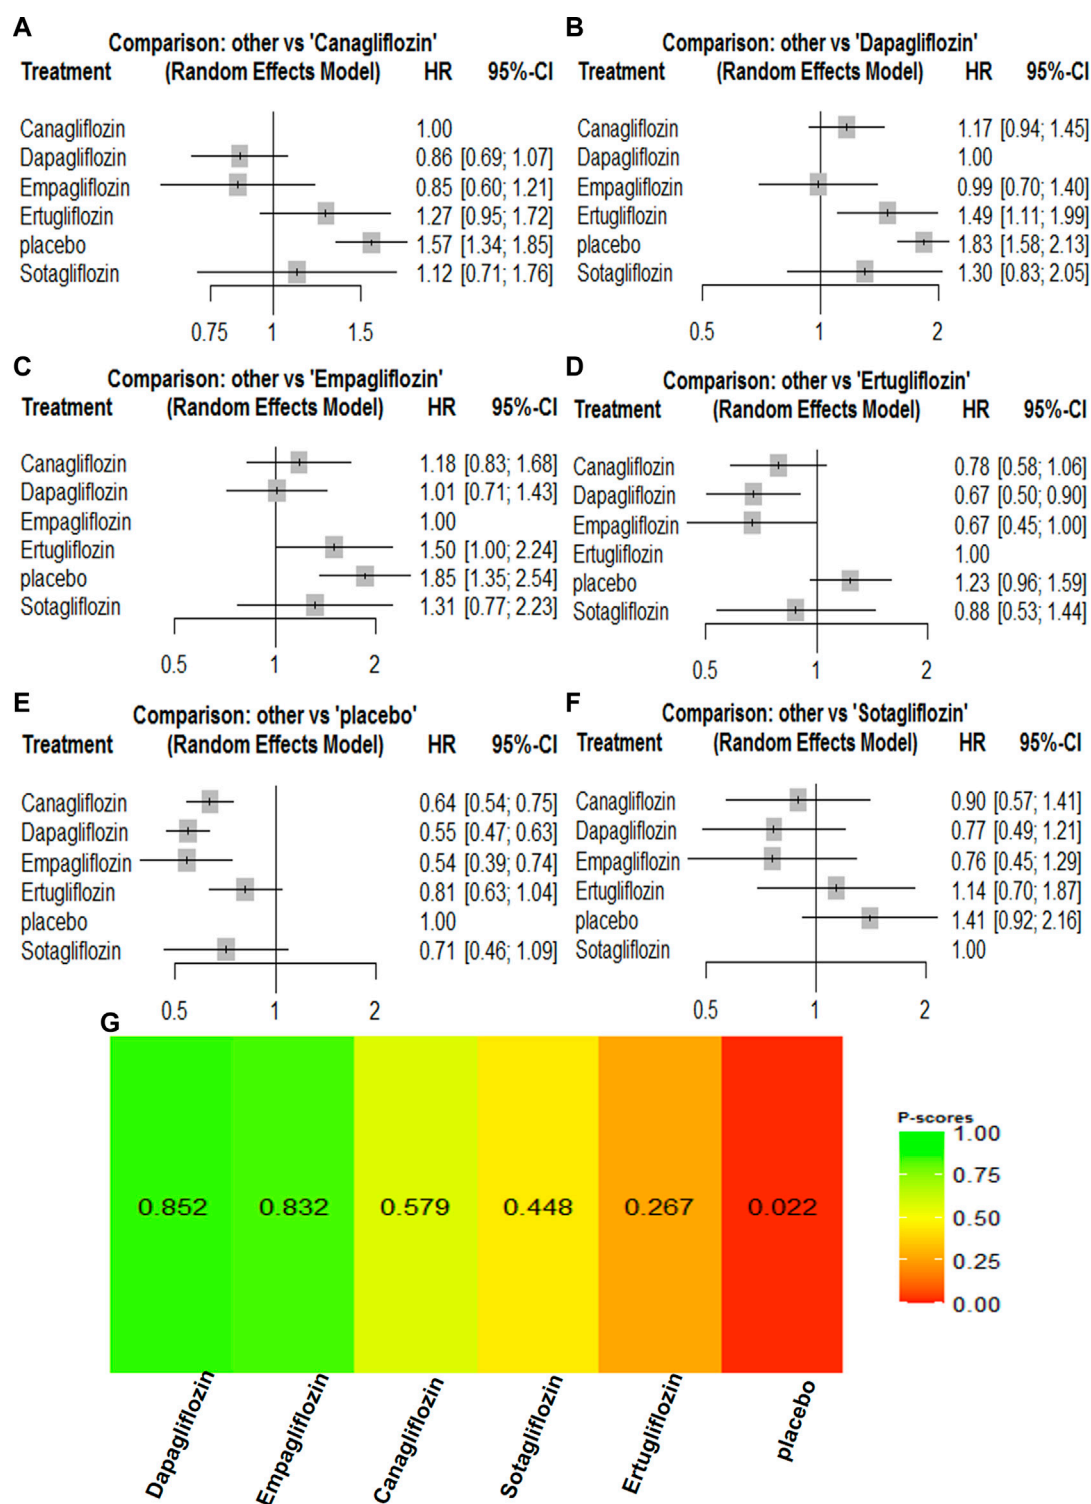 A
Comparison: other vs 'Canagliflozin'
Treatment (Random Effects Model) HR 95%-CI
Canagliflozin 1.00
Dapagliflozin 0.86 [0.69; 1.07]
Empagliflozin 0.85 [0.60; 1.21]
Ertugliflozin 1.27 [0.95; 1.72]
placebo 1.57 [1.34; 1.85]
Sotagliflozin 1.12 [0.71; 1.76]
0.75 1 1.5
B
Comparison: other vs 'Dapagliflozin'
Treatment (Random Effects Model) HR 95%-CI
Canagliflozin 1.17 [0.94; 1.45]
Dapagliflozin 1.00
Empagliflozin 0.99 [0.70; 1.40]
Ertugliflozin 1.49 [1.11; 1.99]
placebo 1.83 [1.58; 2.13]
Sotagliflozin 1.30 [0.83; 2.05]
0.5 1 2
C
Comparison: other vs 'Empagliflozin'
Treatment (Random Effects Model) HR 95%-CI
Canagliflozin 1.18 [0.83; 1.68]
Dapagliflozin 1.01 [0.71; 1.43]
Empagliflozin 1.00
Ertugliflozin 1.50 [1.00; 2.24]
placebo 1.85 [1.35; 2.54]
Sotagliflozin 1.31 [0.77; 2.23]
0.5 1 2
D
Comparison: other vs 'Ertugliflozin'
Treatment (Random Effects Model) HR 95%-CI
Canagliflozin 0.78 [0.58; 1.06]
Dapagliflozin 0.67 [0.50; 0.90]
Empagliflozin 0.67 [0.45; 1.00]
Ertugliflozin 1.00
placebo 1.23 [0.96; 1.59]
Sotagliflozin 0.88 [0.53; 1.44]
0.5 1 2
E
Comparison: other vs 'placebo'
Treatment (Random Effects Model) HR 95%-CI
Canagliflozin 0.64 [0.54; 0.75]
Dapagliflozin 0.55 [0.47; 0.63]
Empagliflozin 0.54 [0.39; 0.74]
Ertugliflozin 0.81 [0.63; 1.04]
placebo 1.00
Sotagliflozin 0.71 [0.46; 1.09]
0.5 1 2
F
Comparison: other vs 'Sotagliflozin'
Treatment (Random Effects Model) HR 95%-CI
Canagliflozin 0.90 [0.57; 1.41]
Dapagliflozin 0.77 [0.49; 1.21]
Empagliflozin 0.76 [0.45; 1.29]
Ertugliflozin 1.14 [0.70; 1.87]
placebo 1.41 [0.92; 2.16]
Sotagliflozin 1.00
0.5 1 2
G
0.852 0.832 0.579 0.448 0.267 0.022
Dapagliflozin Empagliflozin Canagliflozin Sotagliflozin Ertugliflozin placebo
P-scores
1.00
0.75
0.50
0.25
0.00